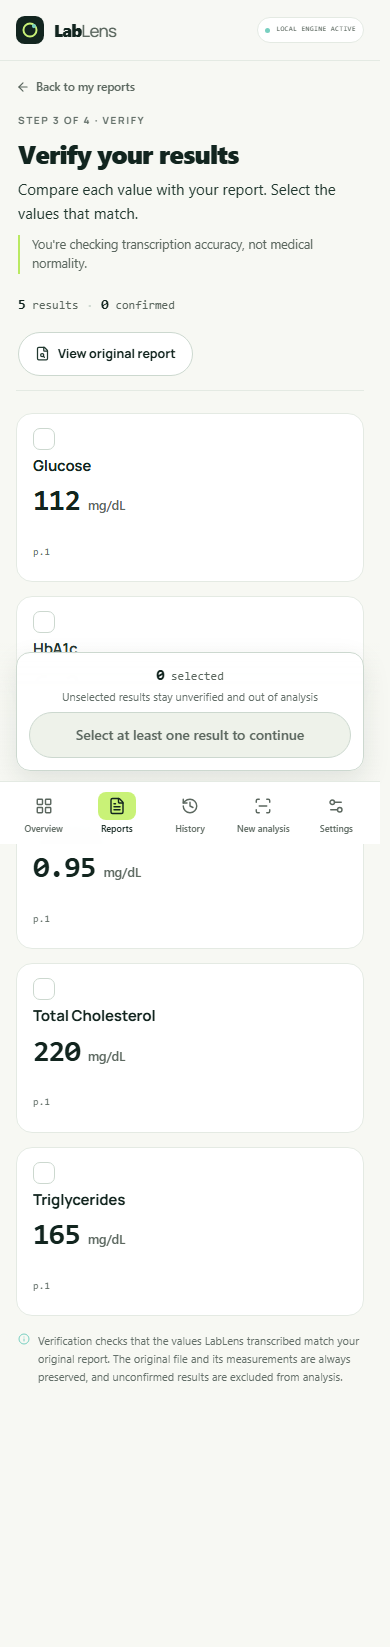 LabLens
LOCAL ENGINE ACTIVE
Back to my reports
STEP 3 OF 4 · VERIFY
Verify your results
Compare each value with your report. Select the
values that match.
You're checking transcription accuracy, not medical
normality.
5 results · 0 confirmed
View original report
Glucose
112 mg/dL
p.1
HbA1c
0 selected
Unselected results stay unverified and out of analysis
Select at least one result to continue
Overview
Reports
History
New analysis
Settings
0.95 mg/dL
p.1
Total Cholesterol
220 mg/dL
p.1
Triglycerides
165 mg/dL
p.1
Verification checks that the values LabLens transcribed match your
original report. The original file and its measurements are always
preserved, and unconfirmed results are excluded from analysis.